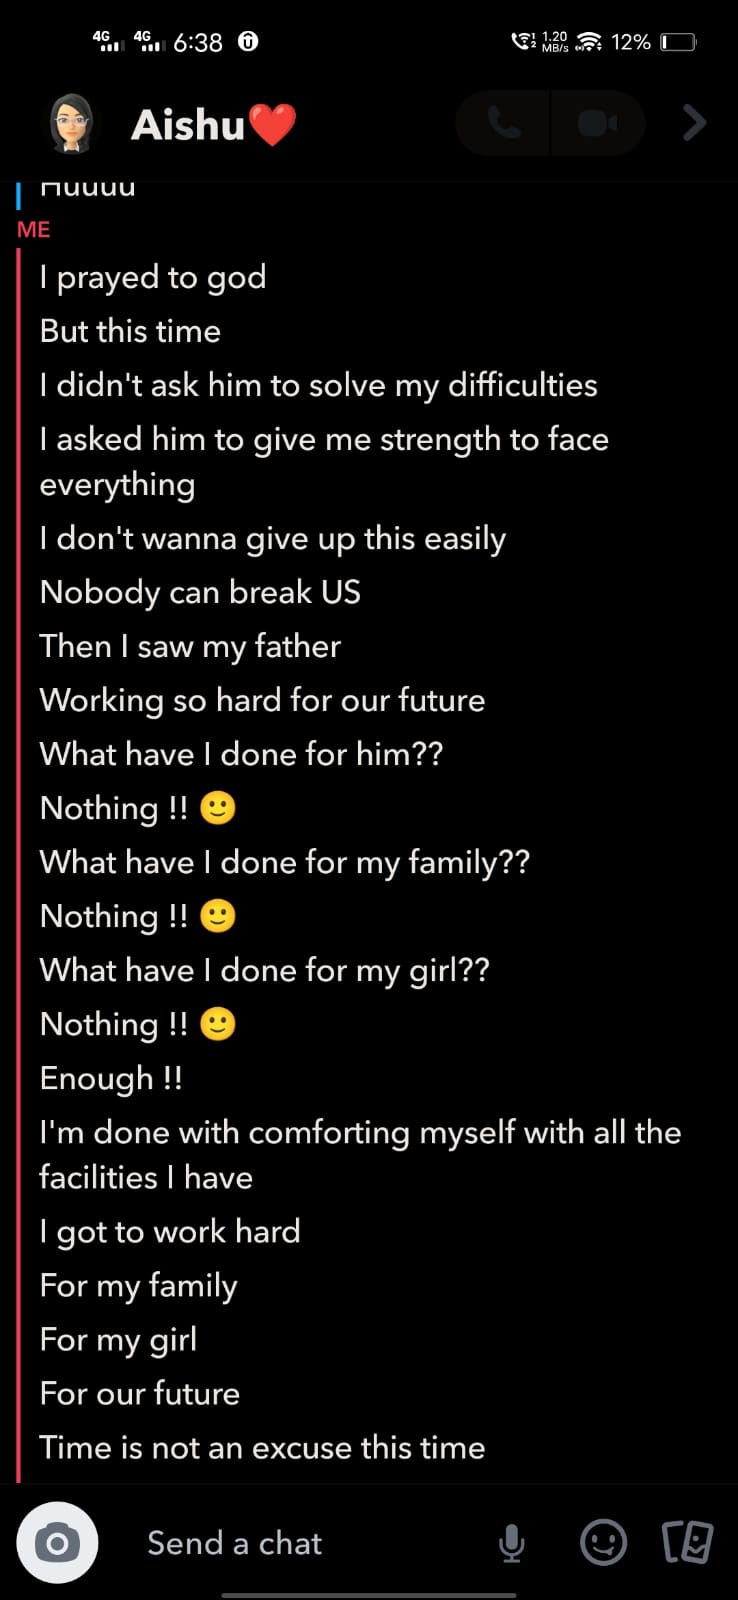 4G 4G 6:38 1.20 MB/s 12%
Aishu❤️
Huuuu
ME
I prayed to god
But this time
I didn't ask him to solve my difficulties
I asked him to give me strength to face
everything
I don't wanna give up this easily
Nobody can break US
Then I saw my father
Working so hard for our future
What have I done for him??
Nothing !! 🙂
What have I done for my family??
Nothing !! 🙂
What have I done for my girl??
Nothing !! 🙂
Enough !!
I'm done with comforting myself with all the
facilities I have
I got to work hard
For my family
For my girl
For our future
Time is not an excuse this time
Send a chat